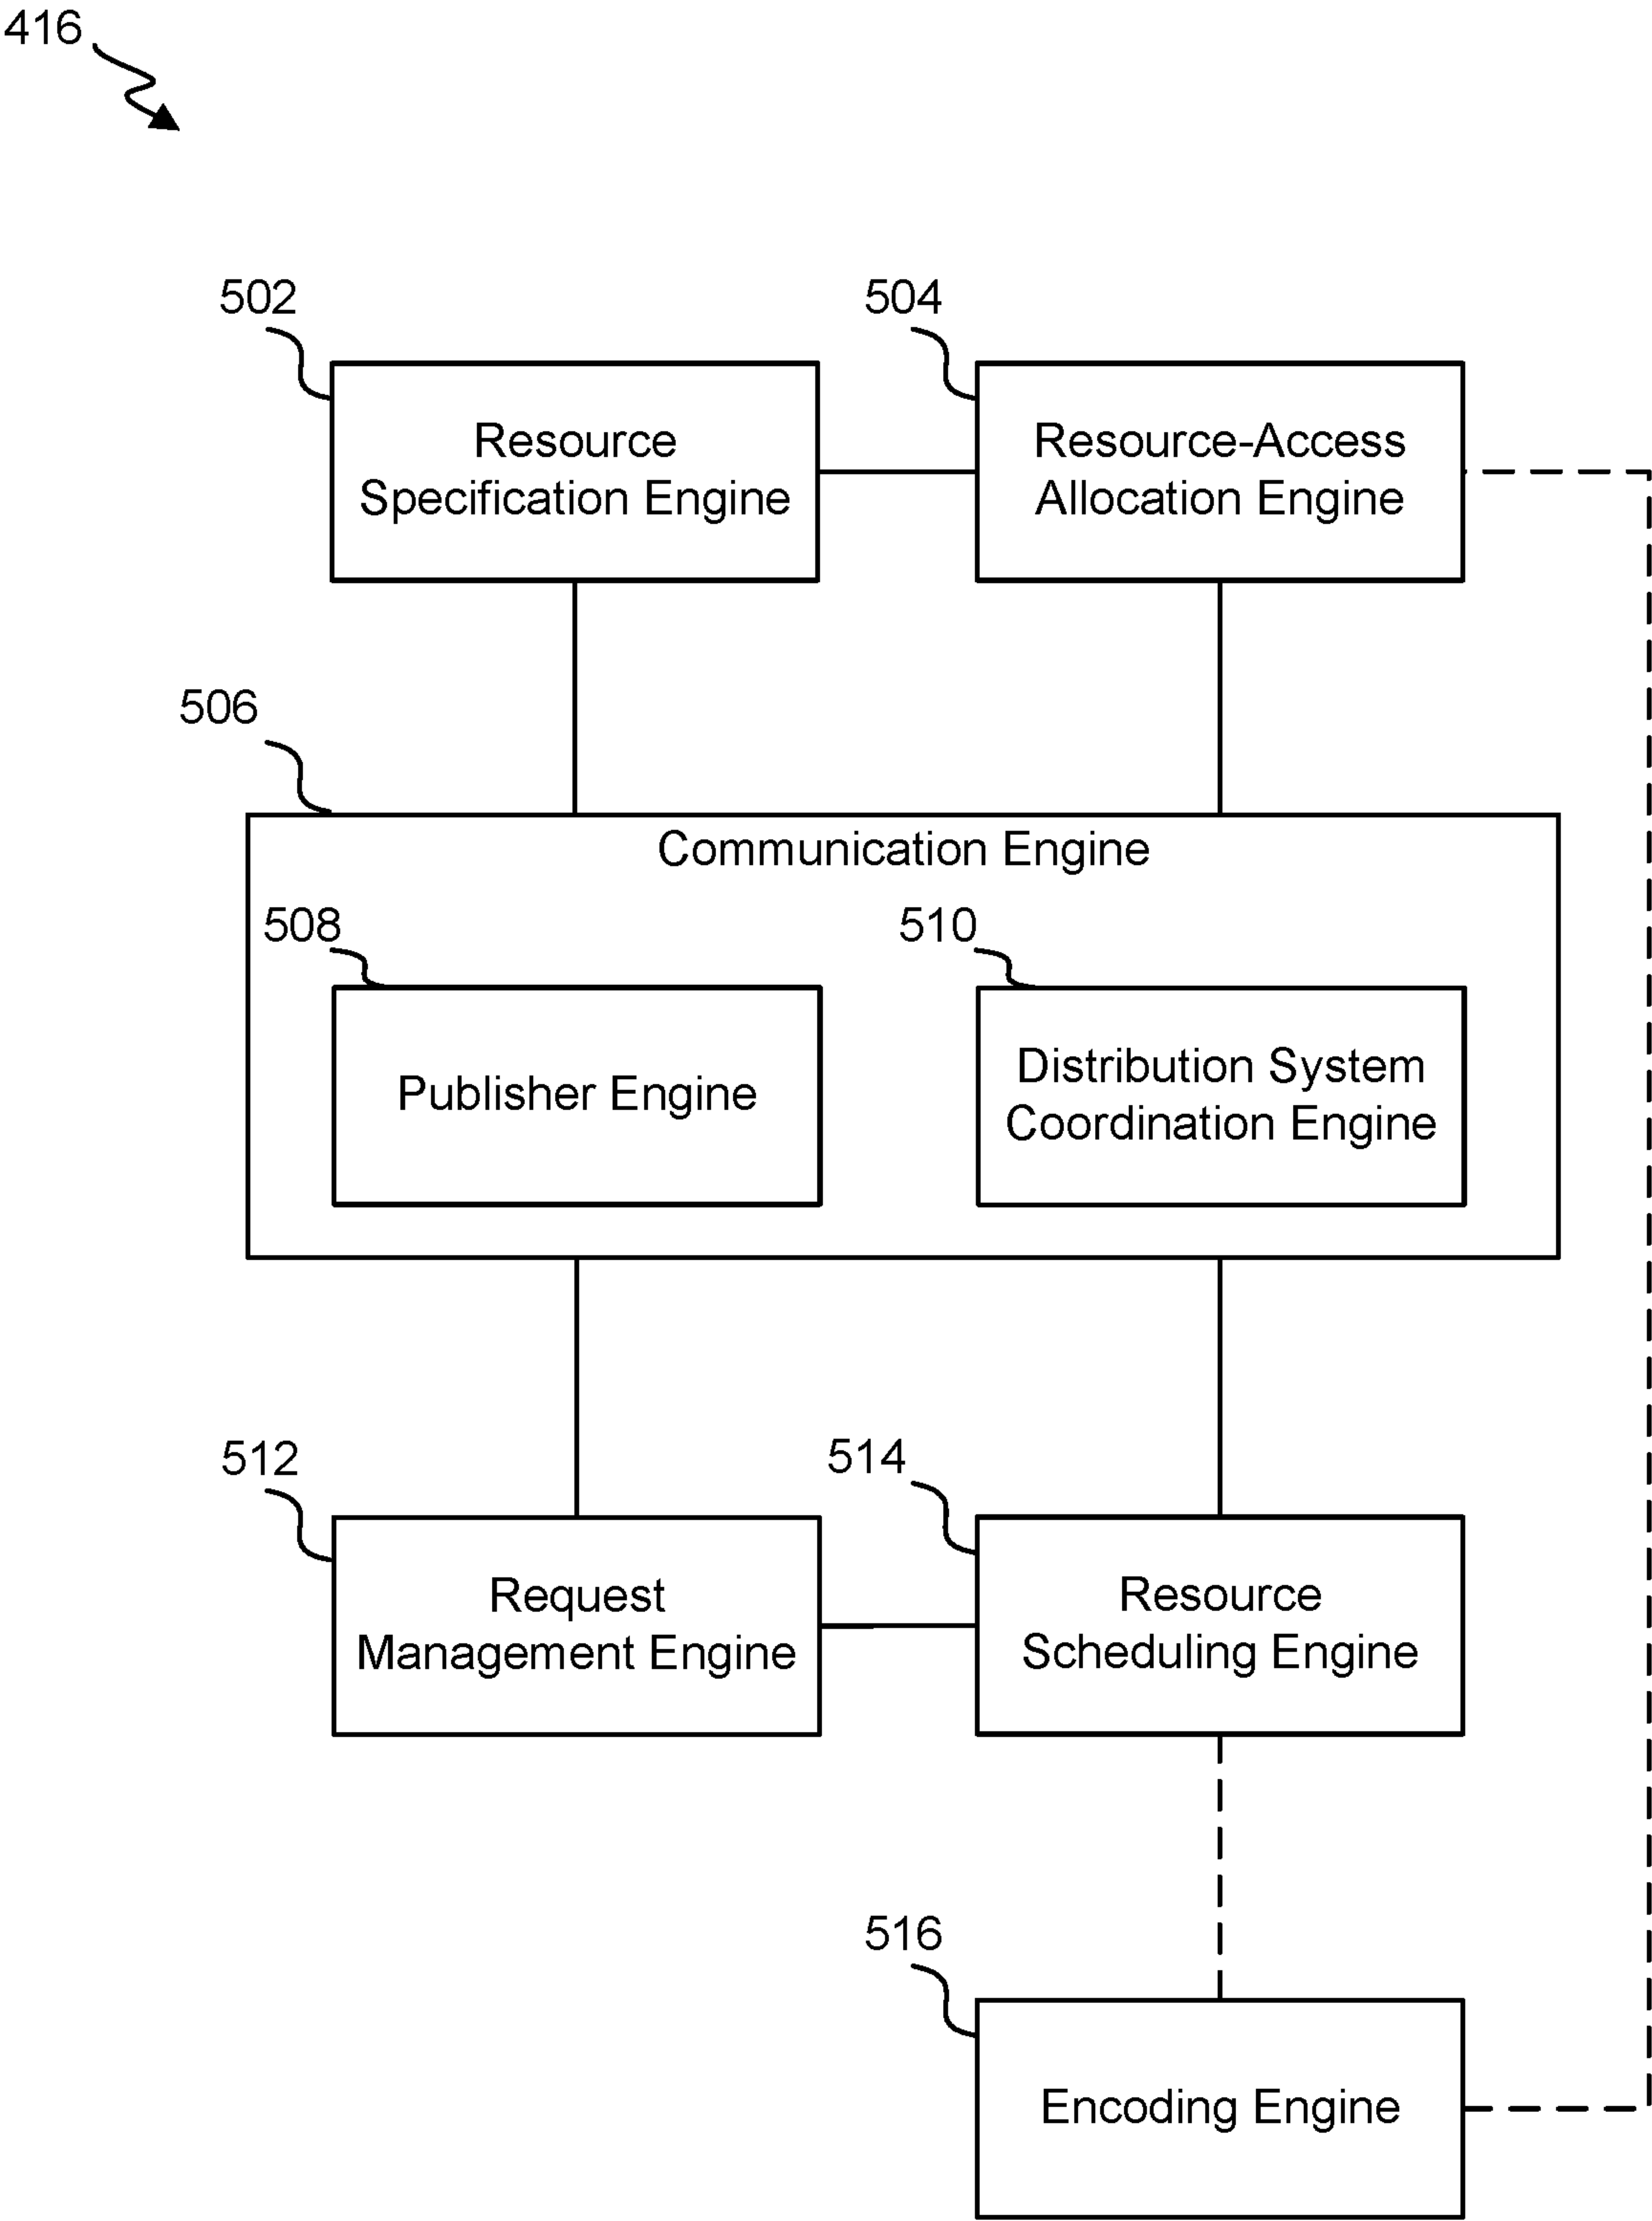 416
502
504
Resource
Specification Engine
Resource-Access
Allocation Engine
506
Communication Engine
508
510
Publisher Engine
Distribution System
Coordination Engine
512
514
Request
Management Engine
Resource
Scheduling Engine
516
Encoding Engine